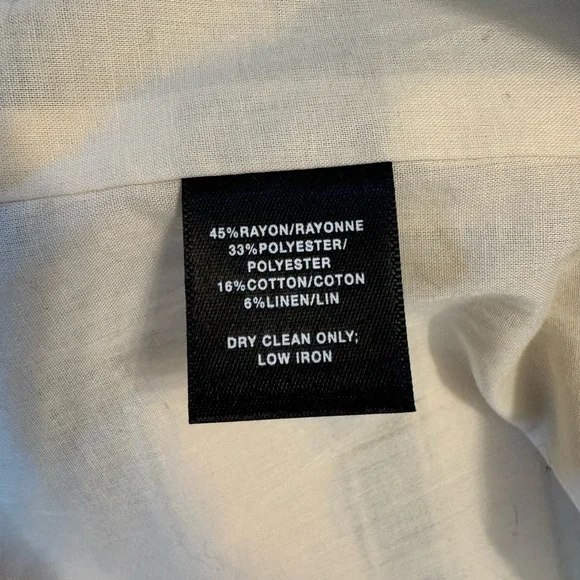 45%RAYON/RAYONNE
33%POLYESTER/
POLYESTER
16%COTTON/COTON
6%LINEN/LIN
DRY CLEAN ONLY;
LOW IRON